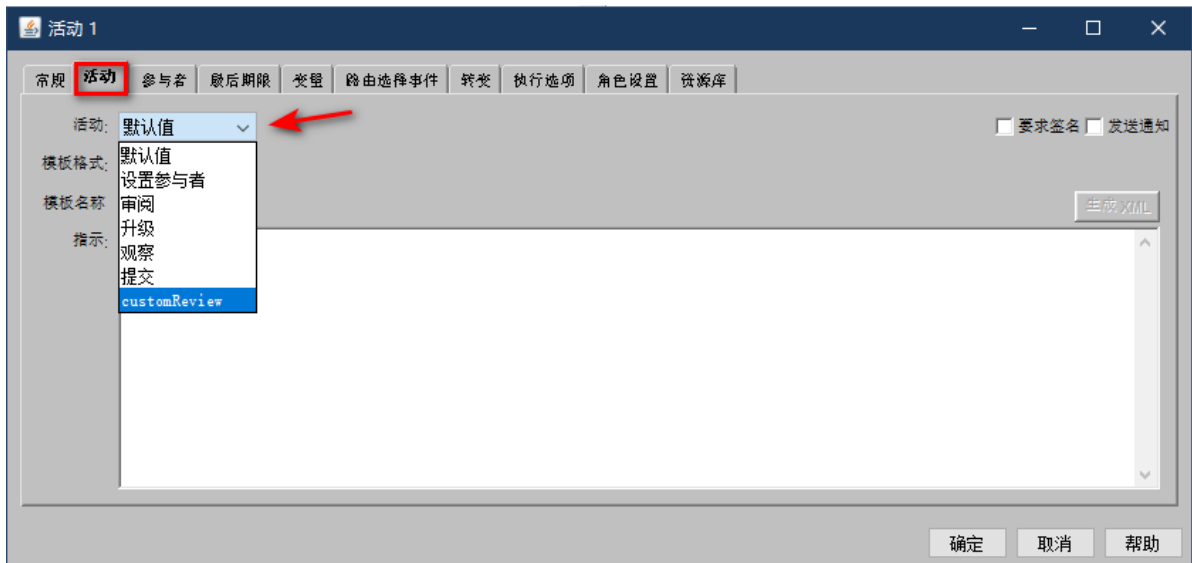 活动 1
常规 活动 参与者 最后期限 变量 路由选择事件 转变 执行选项 角色设置 资源库
活动: 默认值 要求签名 发送通知
模板格式:
模板名称 生成 XML
指示:
默认值
设置参与者
审阅
升级
观察
提交
customReview
确定 取消 帮助